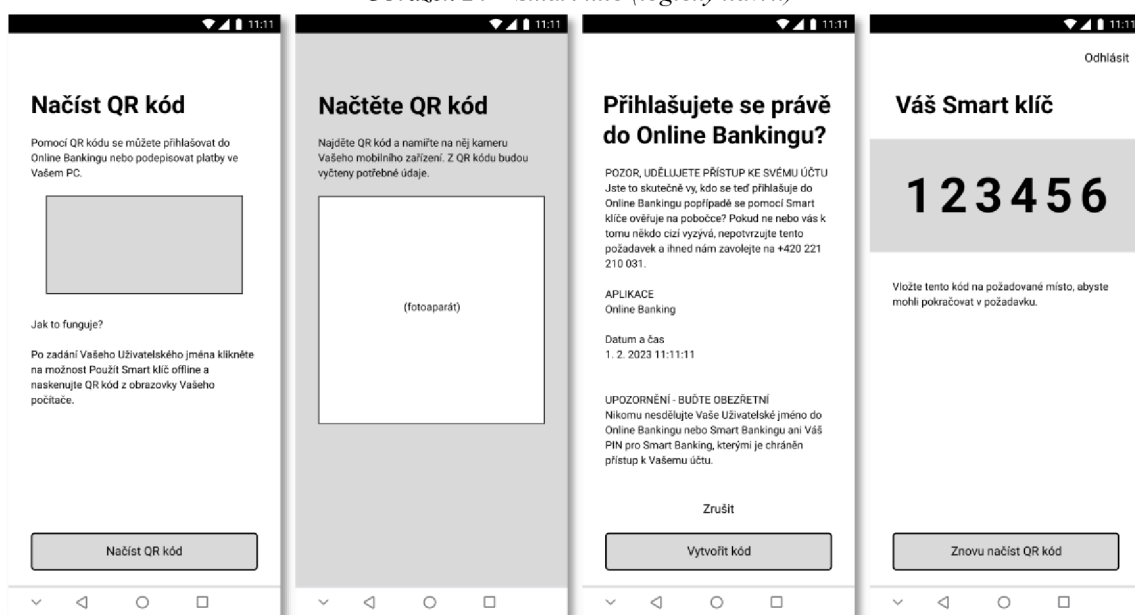 11:11
Načíst QR kód
Pomocí QR kódu se můžete přihlašovat do
Online Bankingu nebo podepisovat platby ve
Vašem PC.
Jak to funguje?
Po zadání Vašeho Uživatelského jména klikněte
na možnost Použít Smart klíč offline a
naskenujte QR kód z obrazovky Vašeho
počítače.
Načíst QR kód
11:11
Načtěte QR kód
Najděte QR kód a namiřte na něj kameru
Vašeho mobilního zařízení. Z QR kódu budou
vyčteny potřebné údaje.
(fotoaparát)
11:11
Přihlašujete se právě
do Online Bankingu?
POZOR, UDĚLUJETE PŘÍSTUP KE SVÉMU ÚČTU
Jste to skutečně vy, kdo se teď přihlašuje do
Online Bankingu popřípadě se pomocí Smart
klíče ověřuje na pobočce? Pokud ne nebo vás k
tomu někdo cizí vyzývá, nepotvrzujte tento
požadavek a ihned nám zavolejte na +420 221
210 031.
APLIKACE
Online Banking
Datum a čas
1. 2. 2023 11:11:11
UPOZORNĚNÍ - BUĎTE OBEZŘETNÍ
Nikomu nesdělujte Vaše Uživatelské jméno do
Online Bankingu nebo Smart Bankingu ani Váš
PIN pro Smart Banking, kterými je chráněn
přístup k Vašemu účtu.
Zrušit
Vytvořit kód
11:11
Odhlásit
Váš Smart klíč
123456
Vložte tento kód na požadované místo, abyste
mohli pokračovat v požadavku.
Znovu načíst QR kód